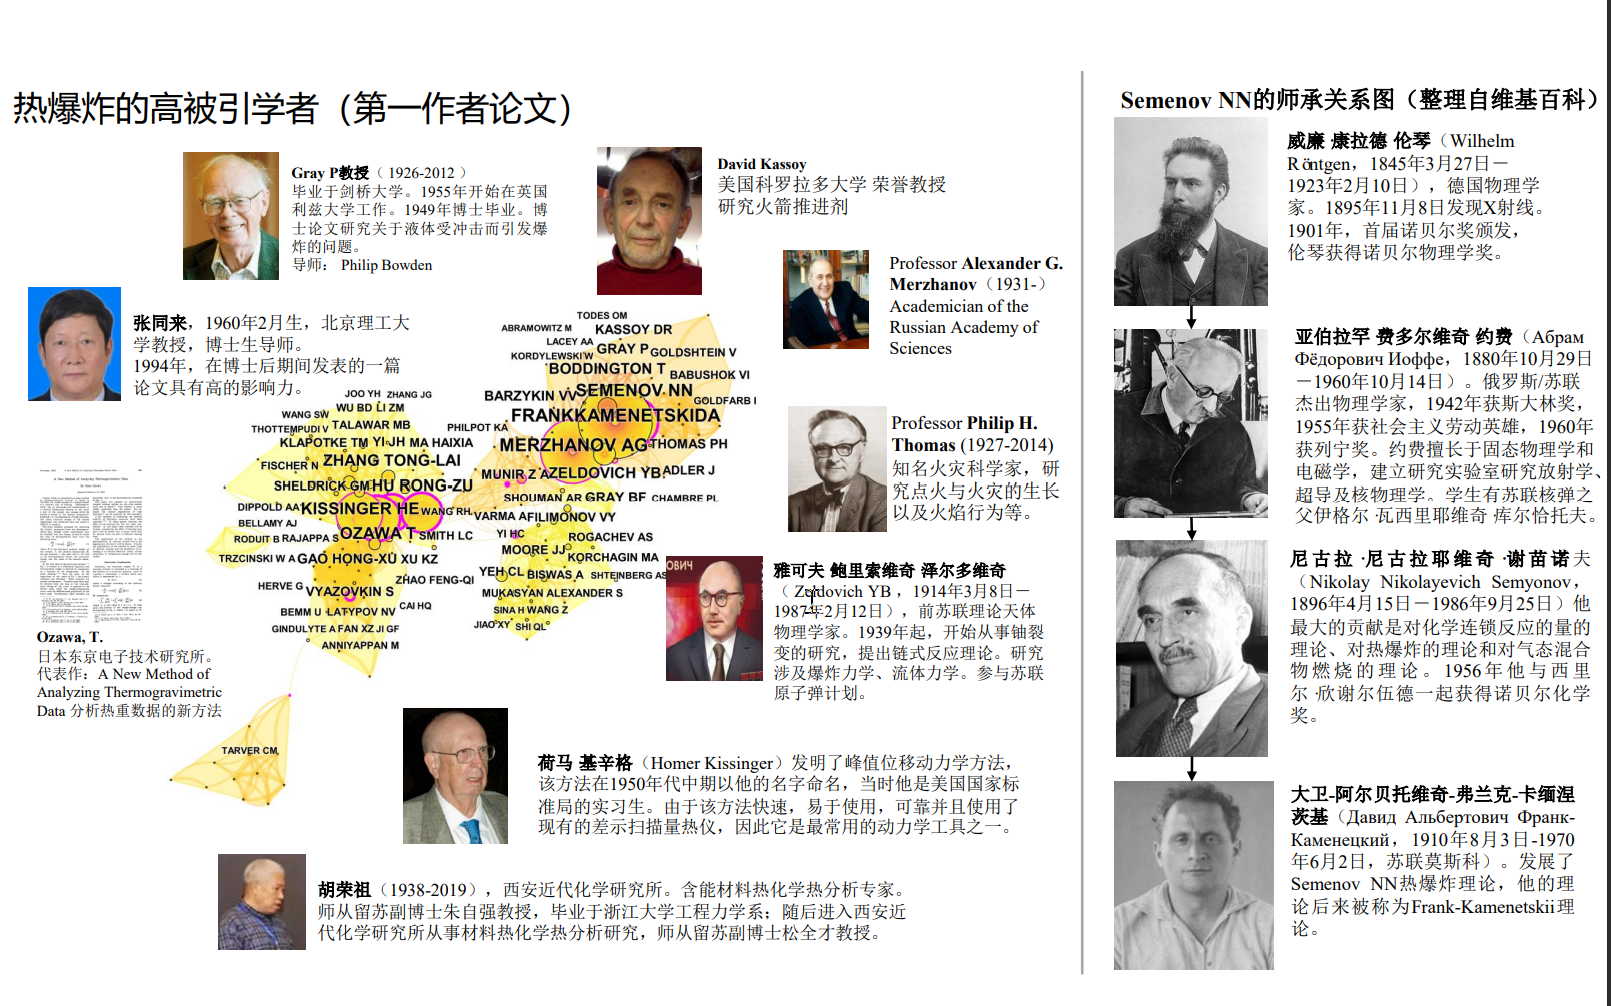 热爆炸的高被引学者（第一作者论文）
Gray P教授（ 1926-2012 ）
毕业于剑桥大学。1955年开始在英国
利兹大学工作。1949年博士毕业。博
士论文研究关于液体受冲击而引发爆
炸的问题。
导师： Philip Bowden
David Kassoy
美国科罗拉多大学 荣誉教授
研究火箭推进剂
Professor Alexander G.
Merzhanov（1931-）
Academician of the
Russian Academy of
Sciences
张同来，1960年2月生，北京理工大
学教授，博士生导师。
1994年，在博士后期间发表的一篇
论文具有高的影响力。
Professor Philip H.
Thomas (1927-2014)
知名火灾科学家，研
究点火与火灾的生长
以及火焰行为等。
TODES OM
ABRAMOWITZ M
KASSOY DR
LACEY AA
KORDYLEWSKI W
GRAY P
GOLDSHTEIN V
BODDINGTON T
BABUSHOK VI
BARZYKIN VV
SEMENOV NN
GOLDFARB I
FRANKKAMENETSKIDA
PHILPOT KA
MERZHANOV AG
THOMAS PH
MUNIR Z A
ZELDOVICH YB
ADLER J
SHOUMAN AR
GRAY BF
CHAMBRE PL
VARMA A
FILIMONOV VY
YI HC
ROGACHEV AS
MOORE JJ
KORCHAGIN MA
YEH CL
BISWAS A
SHTEINBERG AS
MUKASYAN A
ALEXANDER S
SINA H
WANG Z
JIAO XY
SHI QL
JOO YH
ZHANG JG
WANG SW
WU BD
LI ZM
THOTTEMPUDI V
TALAWAR MB
KLAPOTKE TM
YI JH
MA HAIXIA
FISCHER N
ZHANG TONG-LAI
SHELDRICK GM
HU RONG-ZU
DIPPOLD AA
KISSINGER HE
WANG RH
BELLAMY AJ
RODUIT B
RAJAPPA S
OZAWA T
SMITH LC
TRZCINSKI W A
GAO HONG-XU
XU KZ
HERVE G
ZHAO FENG-QI
VYAZOVKIN S
BEMM U
LATYPOV NV
CAI HQ
GINDULYTE A
FAN XZ
JI GF
ANNIYAPPAN M
TARVER CM
Ozawa, T.
日本东京电子技术研究所。
代表作：A New Method of
Analyzing Thermogravimetric
Data 分析热重数据的新方法
雅可夫 鲍里索维奇 泽尔多维奇
（ Zeldovich YB ，1914年3月8日－
1987年2月12日），前苏联理论天体
物理学家。1939年起，开始从事铀裂
变的研究，提出链式反应理论。研究
涉及爆炸力学、流体力学。参与苏联
原子弹计划。
荷马 基辛格（Homer Kissinger）发明了峰值位移动力学方法，
该方法在1950年代中期以他的名字命名，当时他是美国国家标
准局的实习生。由于该方法快速，易于使用，可靠并且使用了
现有的差示扫描量热仪，因此它是最常用的动力学工具之一。
胡荣祖（1938-2019），西安近代化学研究所。含能材料热化学热分析专家。
师从留苏副博士朱自强教授，毕业于浙江大学工程力学系；随后进入西安近
代化学研究所从事材料热化学热分析研究，师从留苏副博士松全才教授。
Semenov NN的师承关系图（整理自维基百科）
威廉 康拉德 伦琴（Wilhelm
Röntgen，1845年3月27日－
1923年2月10日），德国物理学
家。1895年11月8日发现X射线。
1901年，首届诺贝尔奖颁发，
伦琴获得诺贝尔物理学奖。
亚伯拉罕 费多尔维奇 约费（Абрам
Фёдорович Иоффе，1880年10月29日
－1960年10月14日）。俄罗斯/苏联
杰出物理学家，1942年获斯大林奖，
1955年获社会主义劳动英雄，1960年
获列宁奖。约费擅长于固态物理学和
电磁学，建立研究实验室研究放射学、
超导及核物理学。学生有苏联核弹之
父伊格尔·瓦西里耶维奇·库尔恰托夫。
尼古拉·尼古拉耶维奇·谢苗诺夫
（Nikolay Nikolayevich Semyonov，
1896年4月15日－1986年9月25日）他
最大的贡献是对化学连锁反应的量的
理论、对热爆炸的理论和对气态混合
物燃烧的理论。1956年他与西里
尔·欣谢尔伍德一起获得诺贝尔化学
奖。
大卫-阿尔贝托维奇-弗兰克-卡缅涅
茨基（Давид Альбертович Франк-
Каменецкий，1910年8月3日-1970
年6月2日，苏联莫斯科）。发展了
Semenov NN热爆炸理论，他的理
论后来被称为Frank-Kamenetskii理
论。